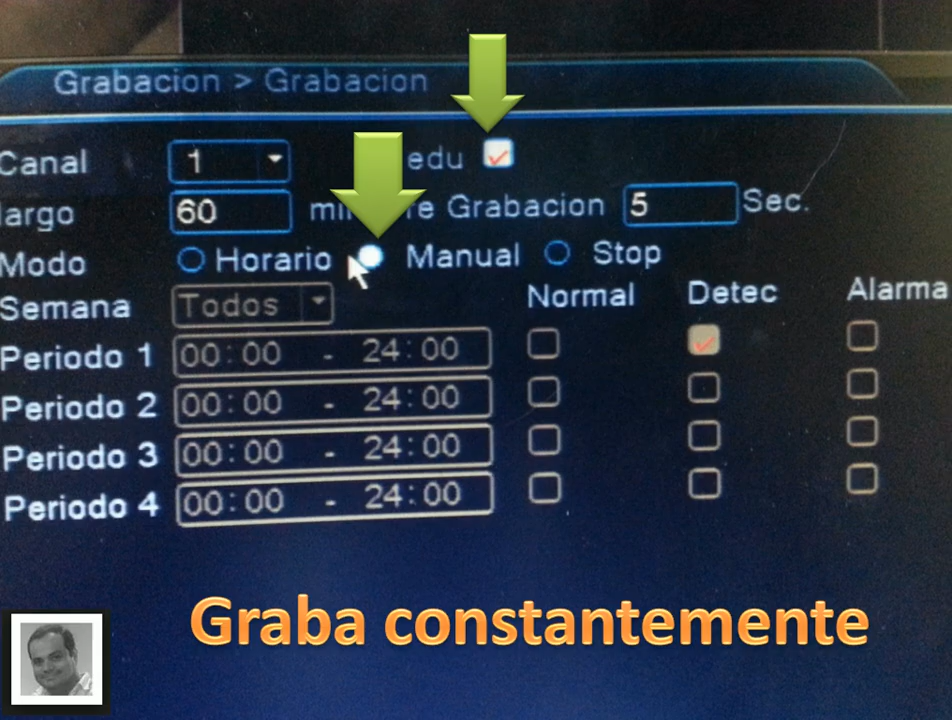 Grabacion > Grabacion
Canal 1 edu
largo 60 Grabacion 5 Sec.
Modo Horario Manual Stop
Semana Todos Normal Detec Alarma
Periodo 1 00:00 - 24:00
Periodo 2 00:00 - 24:00
Periodo 3 00:00 - 24:00
Periodo 4 00:00 - 24:00
Graba constantemente